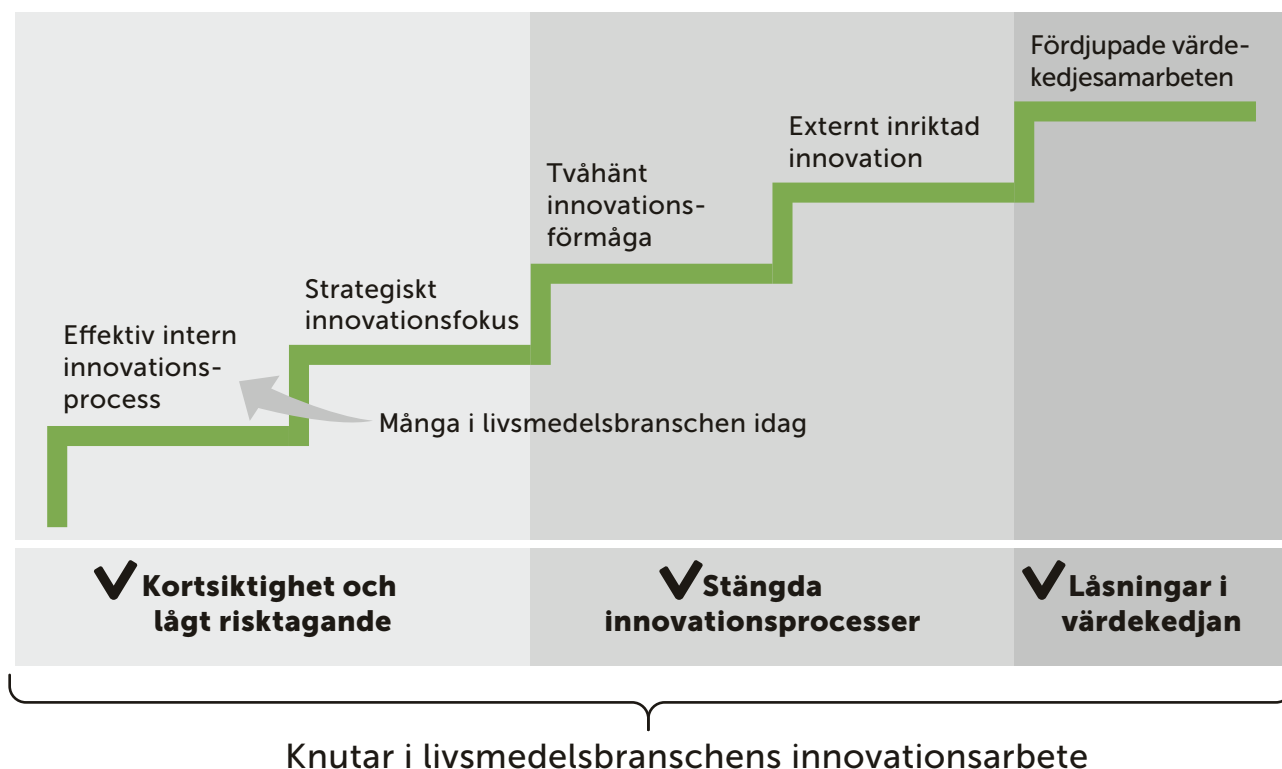 Fördjupade värde-
kedjesamarbeten
Externt inriktad
innovation
Tvåhänt
innovations-
förmåga
Strategiskt
innovationsfokus
Effektiv intern
innovations-
process
Många i livsmedelsbranschen idag
Kortsiktighet och
lågt risktagande
Stängda
innovationsprocesser
Låsningar i
värdekedjan
Knutar i livsmedelsbranschens innovationsarbete